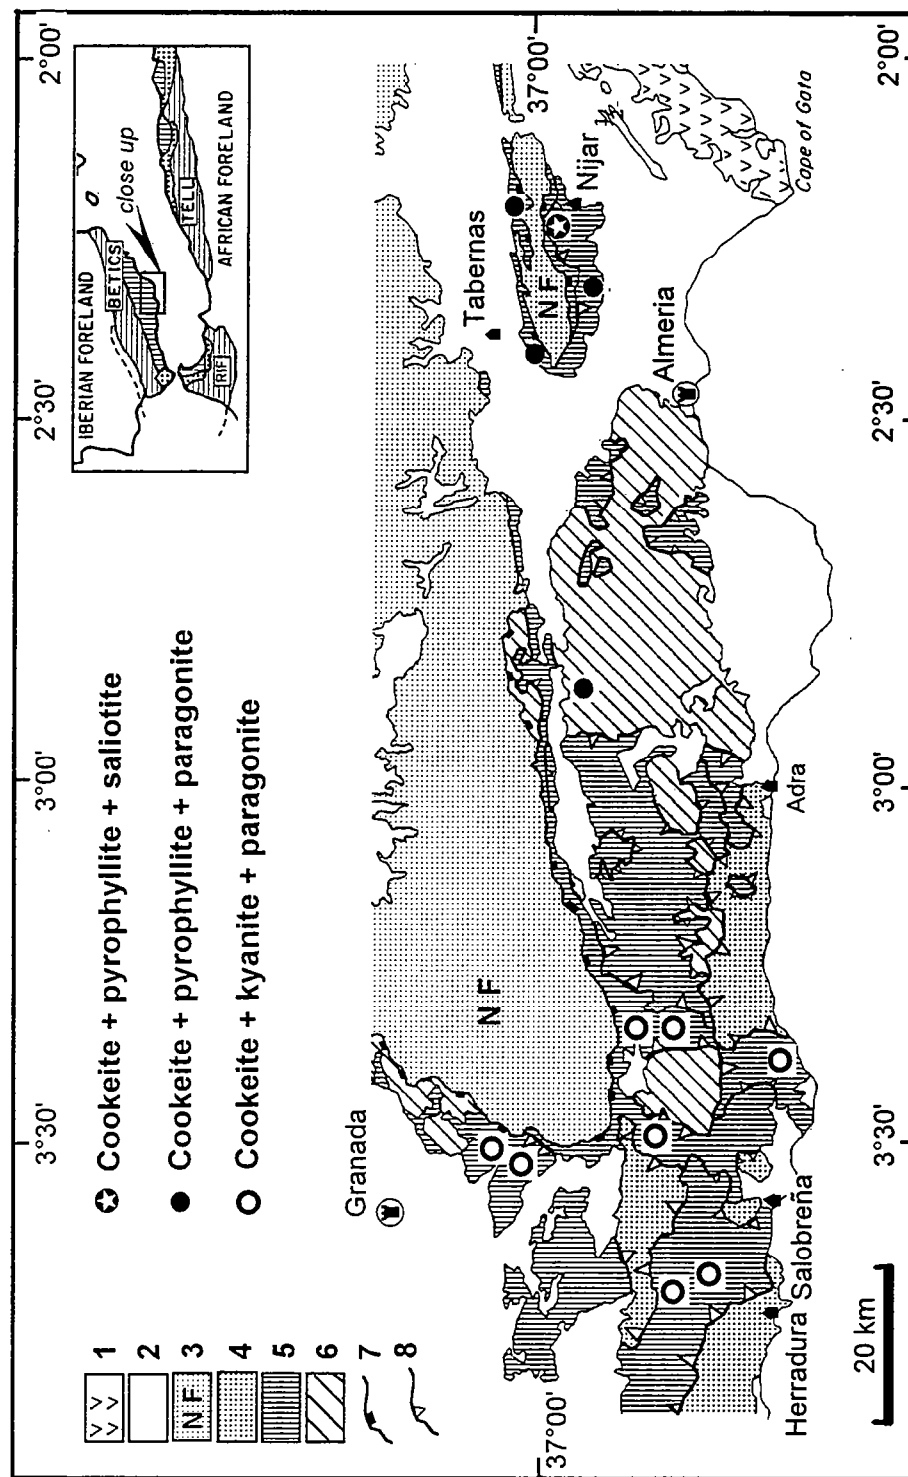 3°30'
3°00'
2°30'
2°00'
IBERIAN FORELAND
BETICS
close up
TELL
RIF
AFRICAN FORELAND
Cookeite + pyrophyllite + saliotite
Cookeite + pyrophyllite + paragonite
Cookeite + kyanite + paragonite
1
2
N F 3
4
5
6
7
8
Granada
N F
Tabernas
N F
Nijar
Almeria
Cape of Gata
Adra
Salobreña
Herradura
37°00'
37°00'
20 km
3°30'
3°00'
2°30'
2°00'